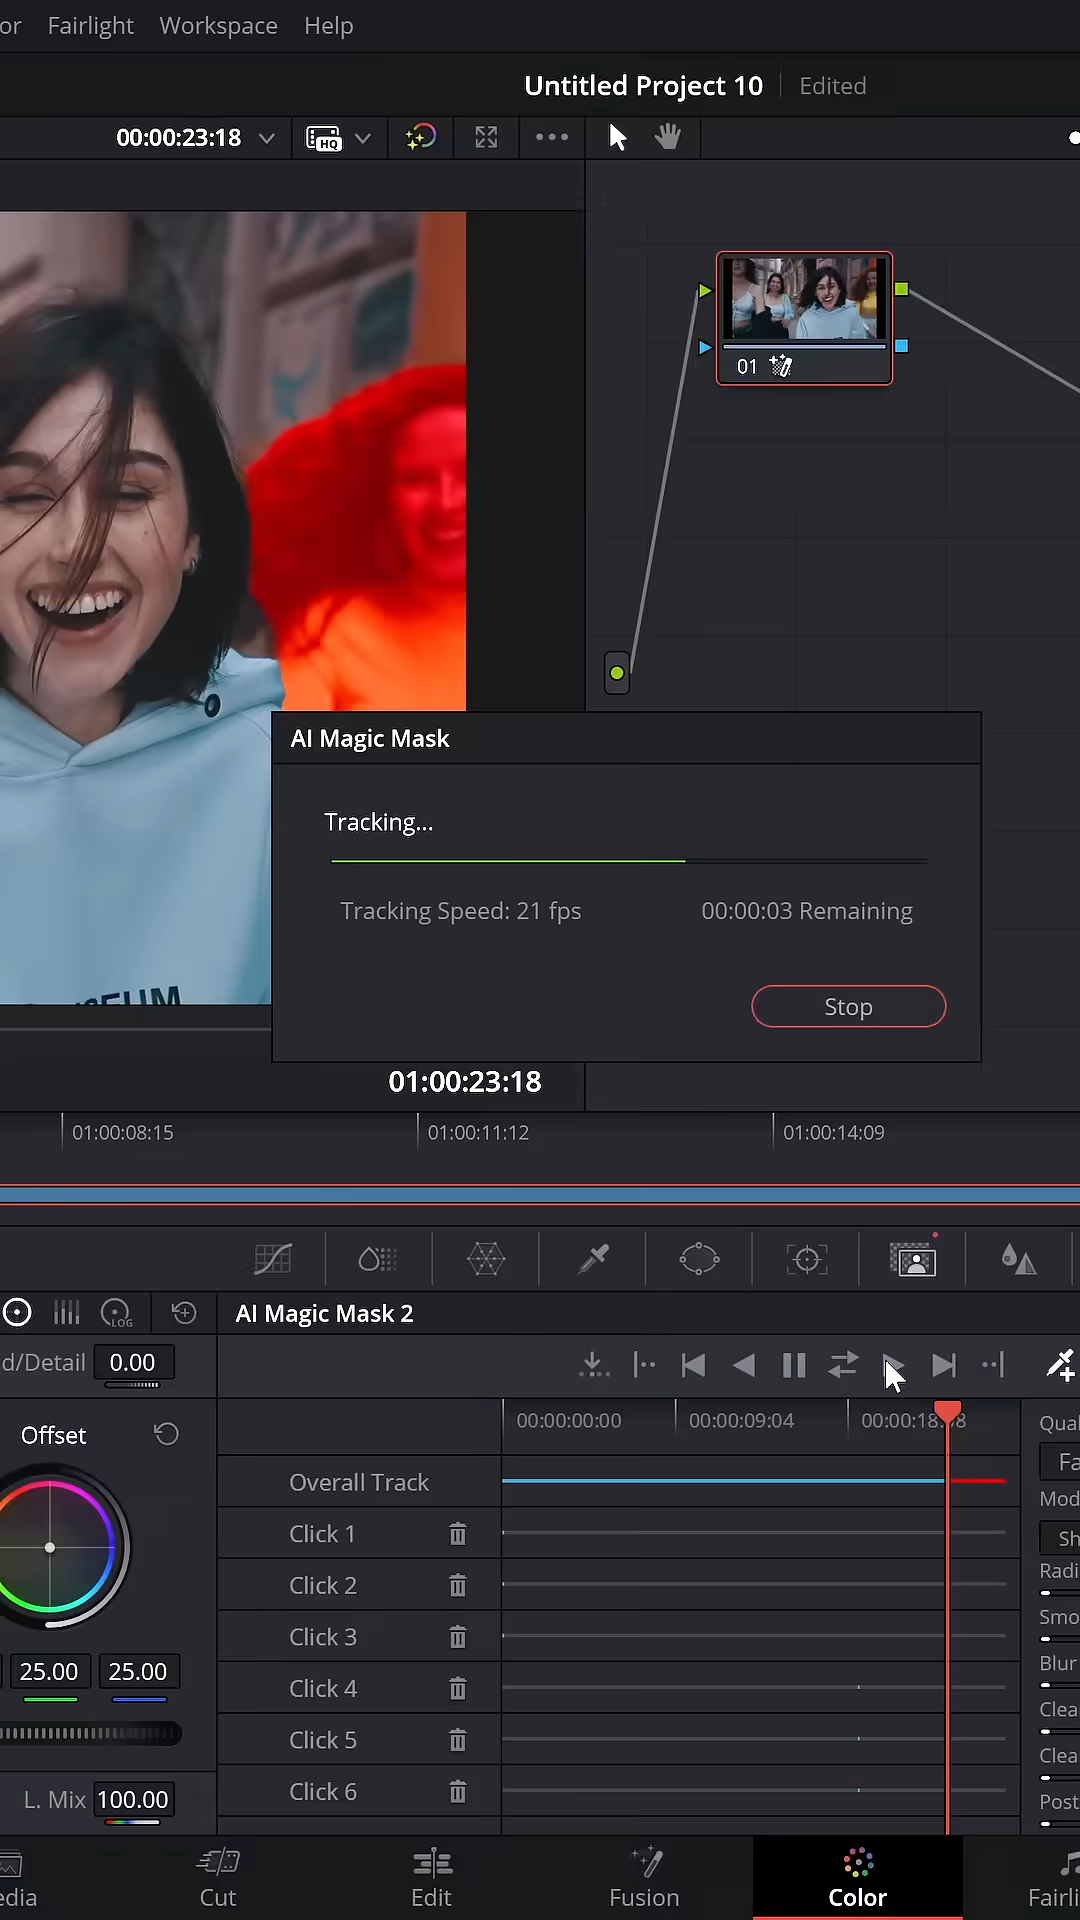 or Fairlight Workspace Help
Untitled Project 10 Edited
00:00:23:18
HQ
01
AI Magic Mask
Tracking...
Tracking Speed: 21 fps 00:00:03 Remaining
Stop
01:00:23:18
01:00:08:15 01:00:11:12 01:00:14:09
LOG
AI Magic Mask 2
d/Detail 0.00
Offset
00:00:00:00 00:00:09:04
Qual
Fa
Overall Track
Mod
Click 1
Sh
Radi
Click 2
Smo
Click 3
Blur
Click 4
Clea
Click 5
Clea
Click 6
Post
25.00 25.00
L. Mix 100.00
edia Cut Edit Fusion Color Fairli